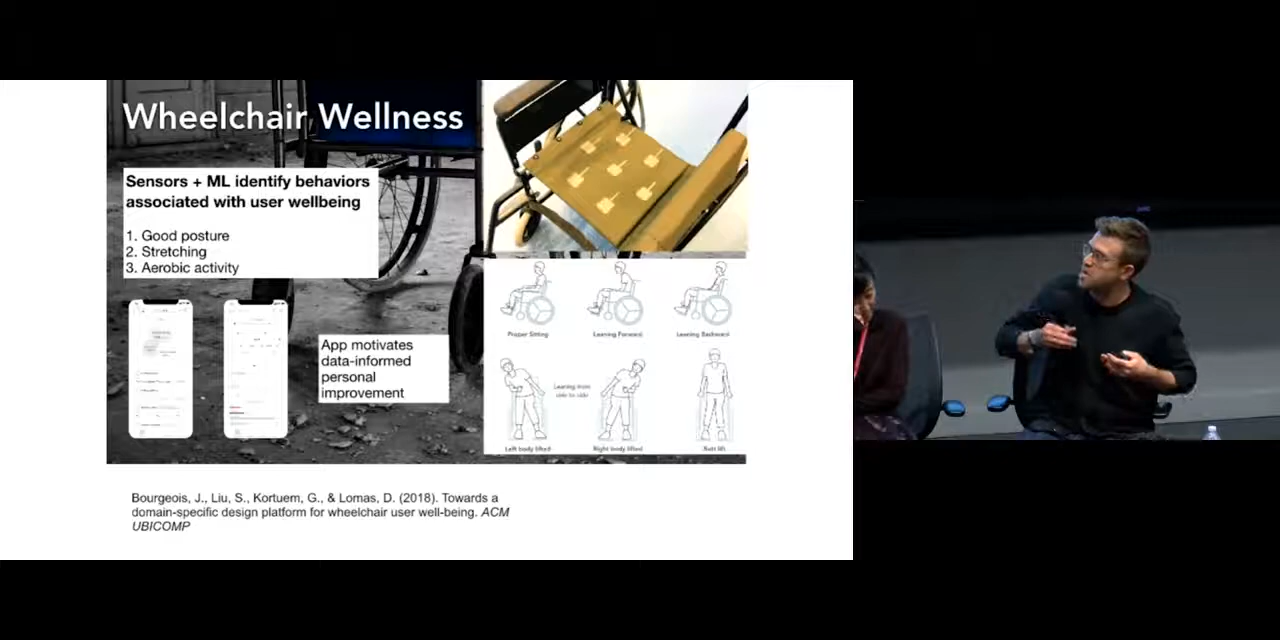 Wheelchair Wellness
Sensors + ML identify behaviors
associated with user wellbeing
1. Good posture
2. Stretching
3. Aerobic activity
App motivates
data-informed
personal
improvement
Proper Sitting
Leaning Forward
Leaning Backward
Leaning from
side to side
Left body lifted
Right body lifted
Butt lift
Bourgeois, J., Liu, S., Kortuem, G., & Lomas, D. (2018). Towards a
domain-specific design platform for wheelchair user well-being. ACM
UBICOMP